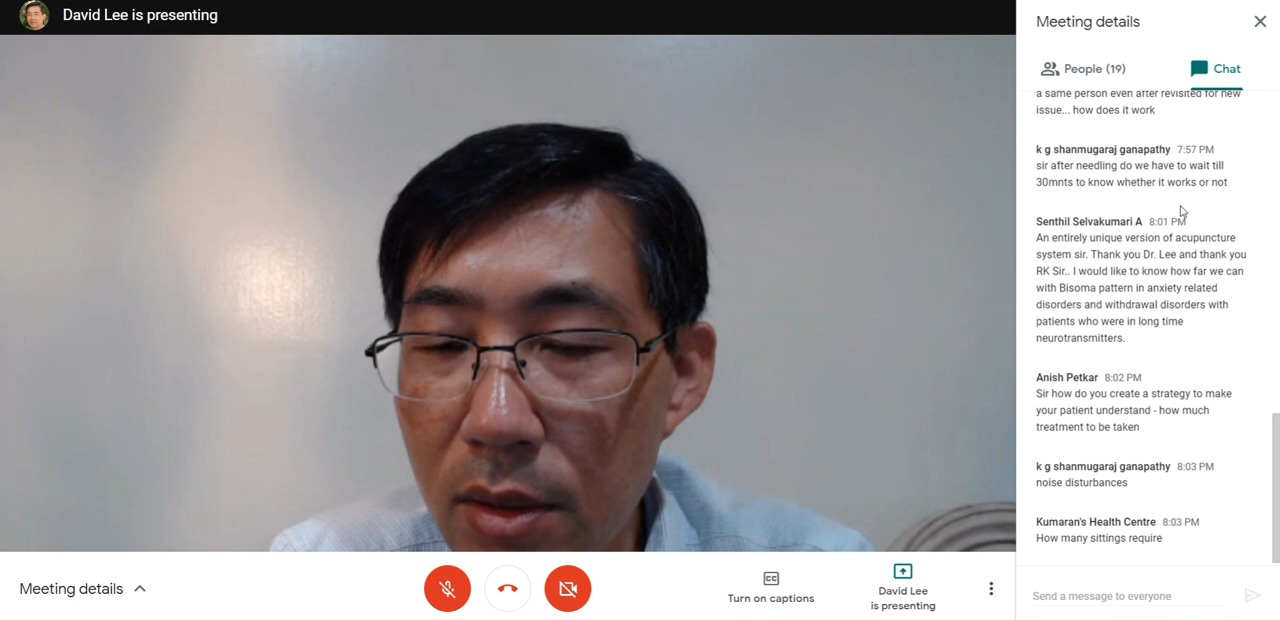 David Lee is presenting
Meeting details
People (19)
Chat
a same person even after revisited for new
issue... how does it work
k g shanmugaraj ganapathy 7:57 PM
sir after needling do we have to wait till
30mnts to know whether it works or not
Senthil Selvakumari A 8:01 PM
An entirely unique version of acupuncture
system sir. Thank you Dr. Lee and thank you
RK Sir.. I would like to know how far we can
with Bisoma pattern in anxiety related
disorders and withdrawal disorders with
patients who were in long time
neurotransmitters.
Anish Petkar 8:02 PM
Sir how do you create a strategy to make
your patient understand - how much
treatment to be taken
k g shanmugaraj ganapathy 8:03 PM
noise disturbances
Kumaran's Health Centre 8:03 PM
How many sittings require
Send a message to everyone
Meeting details
Turn on captions
David Lee
is presenting